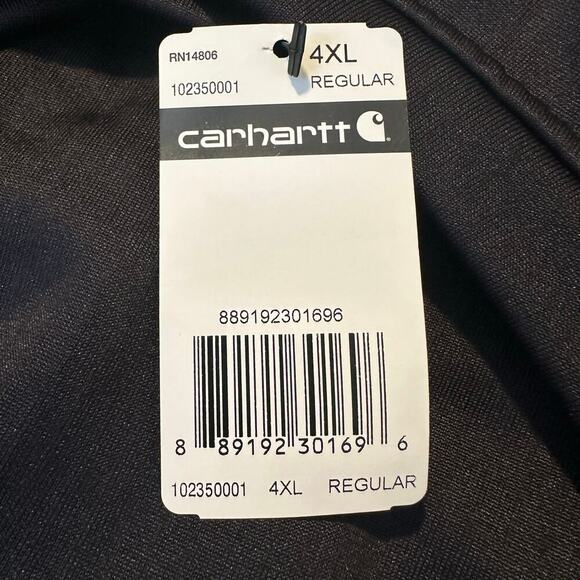 RN14806
4XL
102350001
REGULAR
carhartt
889192301696
8 89192 30169 6
102350001 4XL REGULAR